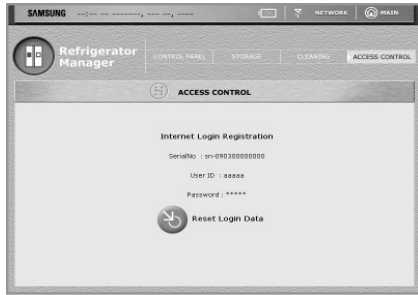 SAMSUNG --:-- -- -------, --- --, ---- NETWORK MAIN
Refrigerator
Manager
CONTROL PANEL STORAGE CLEANING ACCESS CONTROL
ACCESS CONTROL
Internet Login Registration
SerialNo : sn-090300000000
User ID : aaaaa
Password : *****
Reset Login Data